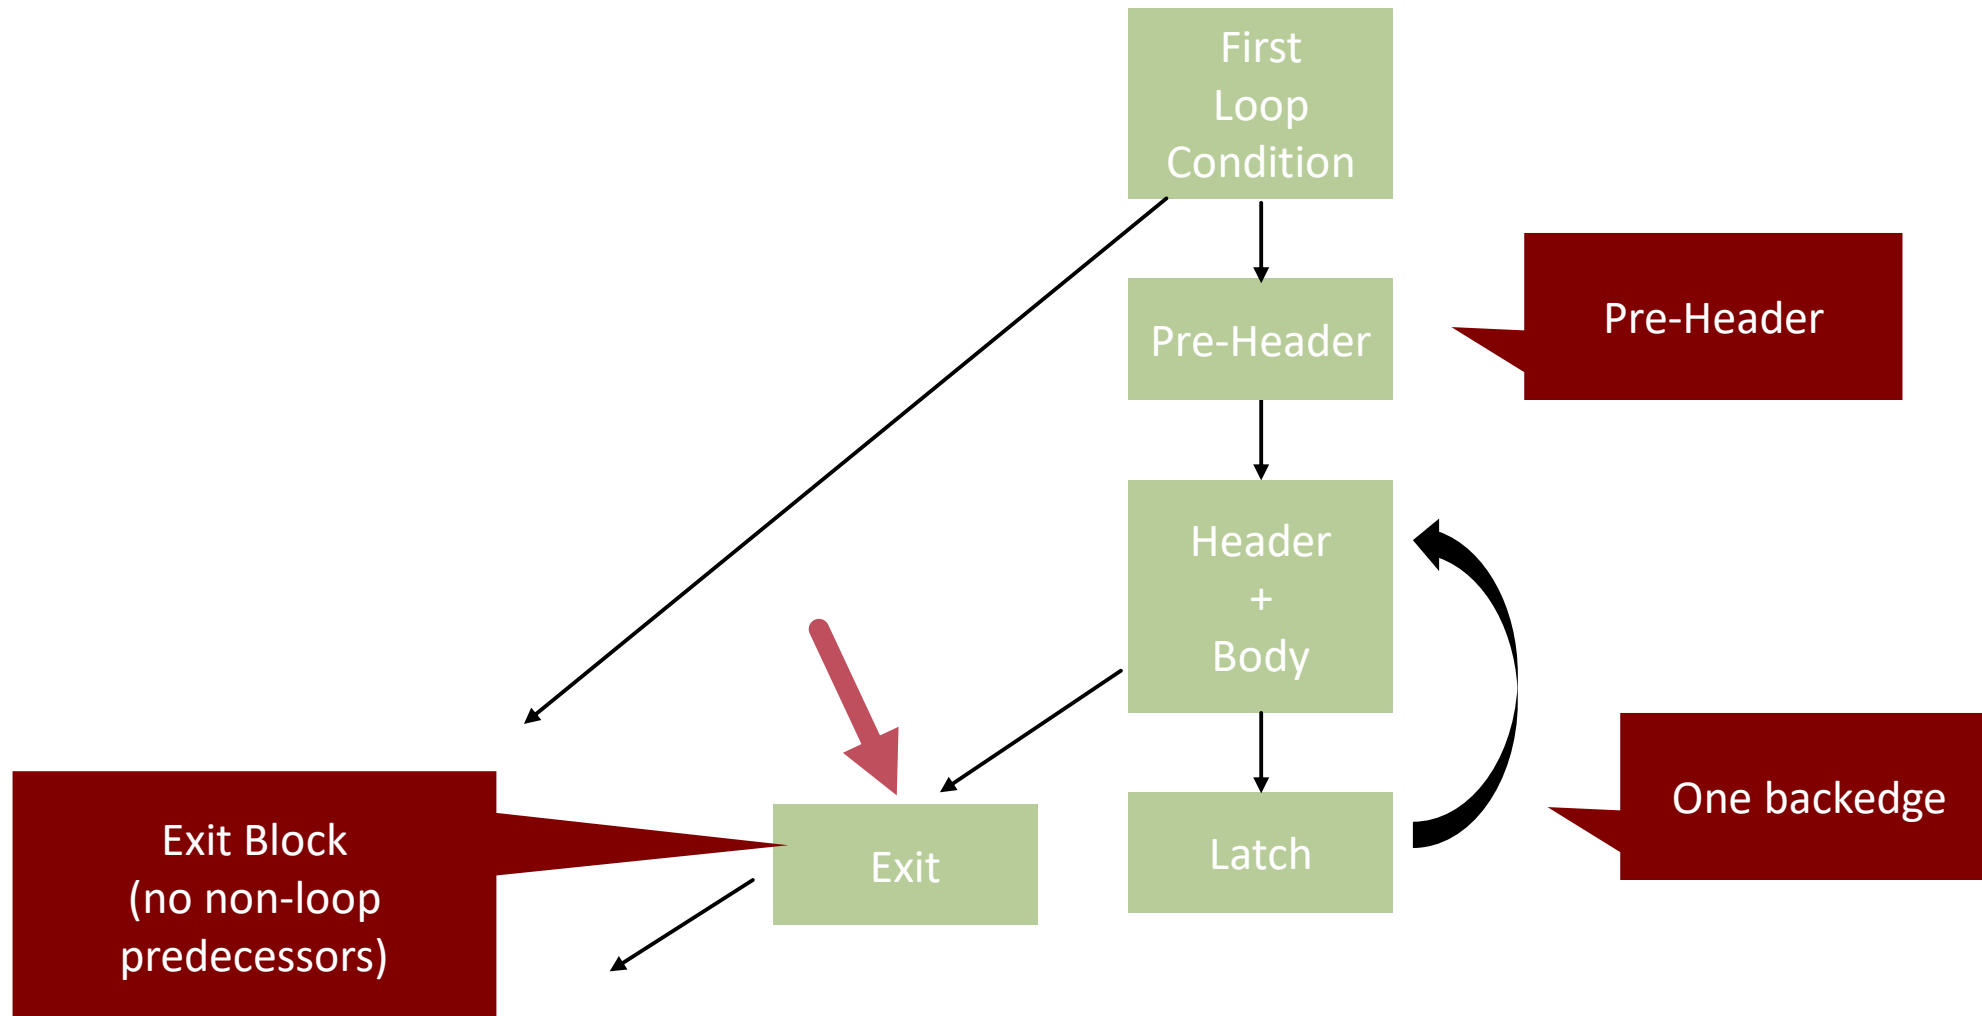 First
Loop
Condition
Pre-Header
Pre-Header
Header
+
Body
One backedge
Exit Block
(no non-loop
predecessors)
Exit
Latch